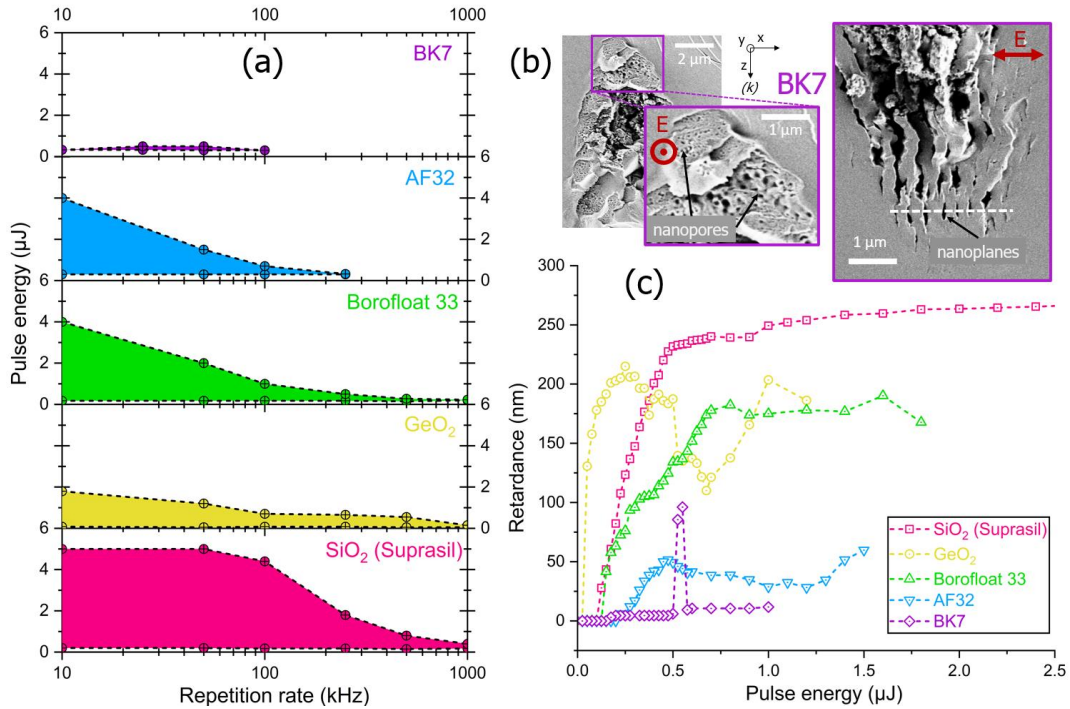 10 100 1000
6
(a)
BK7
4
2
0
6
AF32
4
2
0
6
Borofloat 33
4
2
0
6
GeO2
4
2
0
6
SiO2 (Suprasil)
4
2
0
10 100 1000
Pulse energy (μJ)
Repetition rate (kHz)
(b)
2 μm
y x
z
(k)
BK7
E
1 μm
nanopores
E
nanoplanes
1 μm
(c)
300
250
200
150
100
50
0
Retardance (nm)
SiO2 (Suprasil)
GeO2
Borofloat 33
AF32
BK7
0.0 0.5 1.0 1.5 2.0 2.5
Pulse energy (μJ)